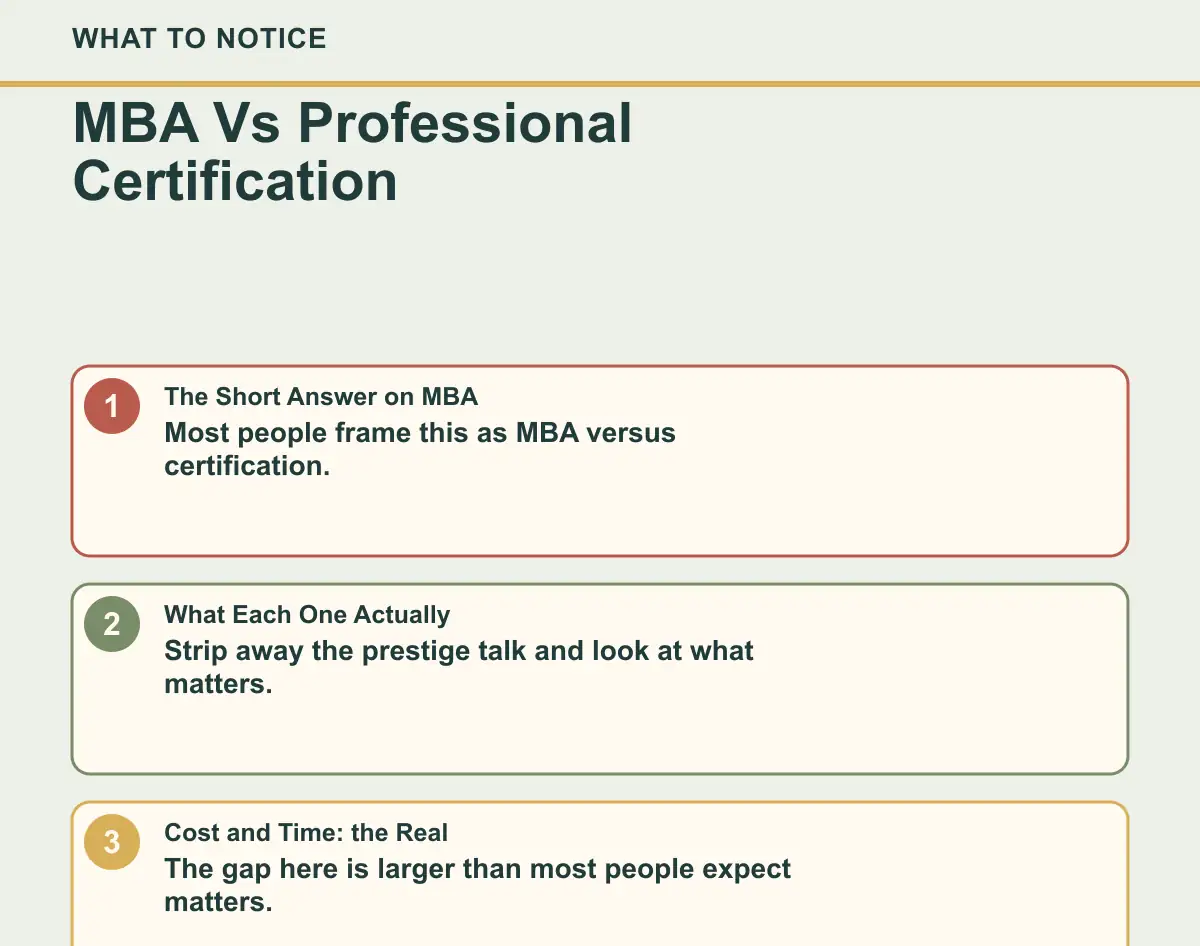 WHAT TO NOTICE
MBA Vs Professional
Certification
1
The Short Answer on MBA
Most people frame this as MBA versus
certification.
2
What Each One Actually
Strip away the prestige talk and look at what
matters.
3
Cost and Time: the Real
The gap here is larger than most people expect
matters.